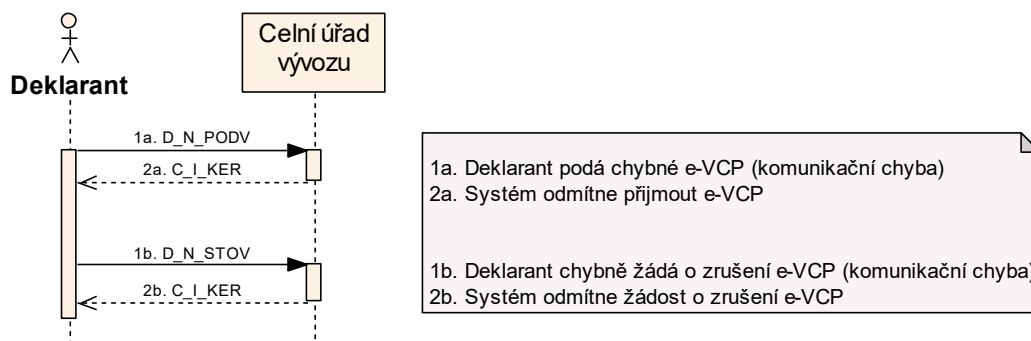 Celní úřad
vývozu
Deklarant
1a. D_N_PODV
2a. C_I_KER
1b. D_N_STOV
2b. C_I_KER
1a. Deklarant podá chybné e-VCP (komunikační chyba)
2a. Systém odmítne přijmout e-VCP
1b. Deklarant chybně žádá o zrušení e-VCP (komunikační chyba)
2b. Systém odmítne žádost o zrušení e-VCP